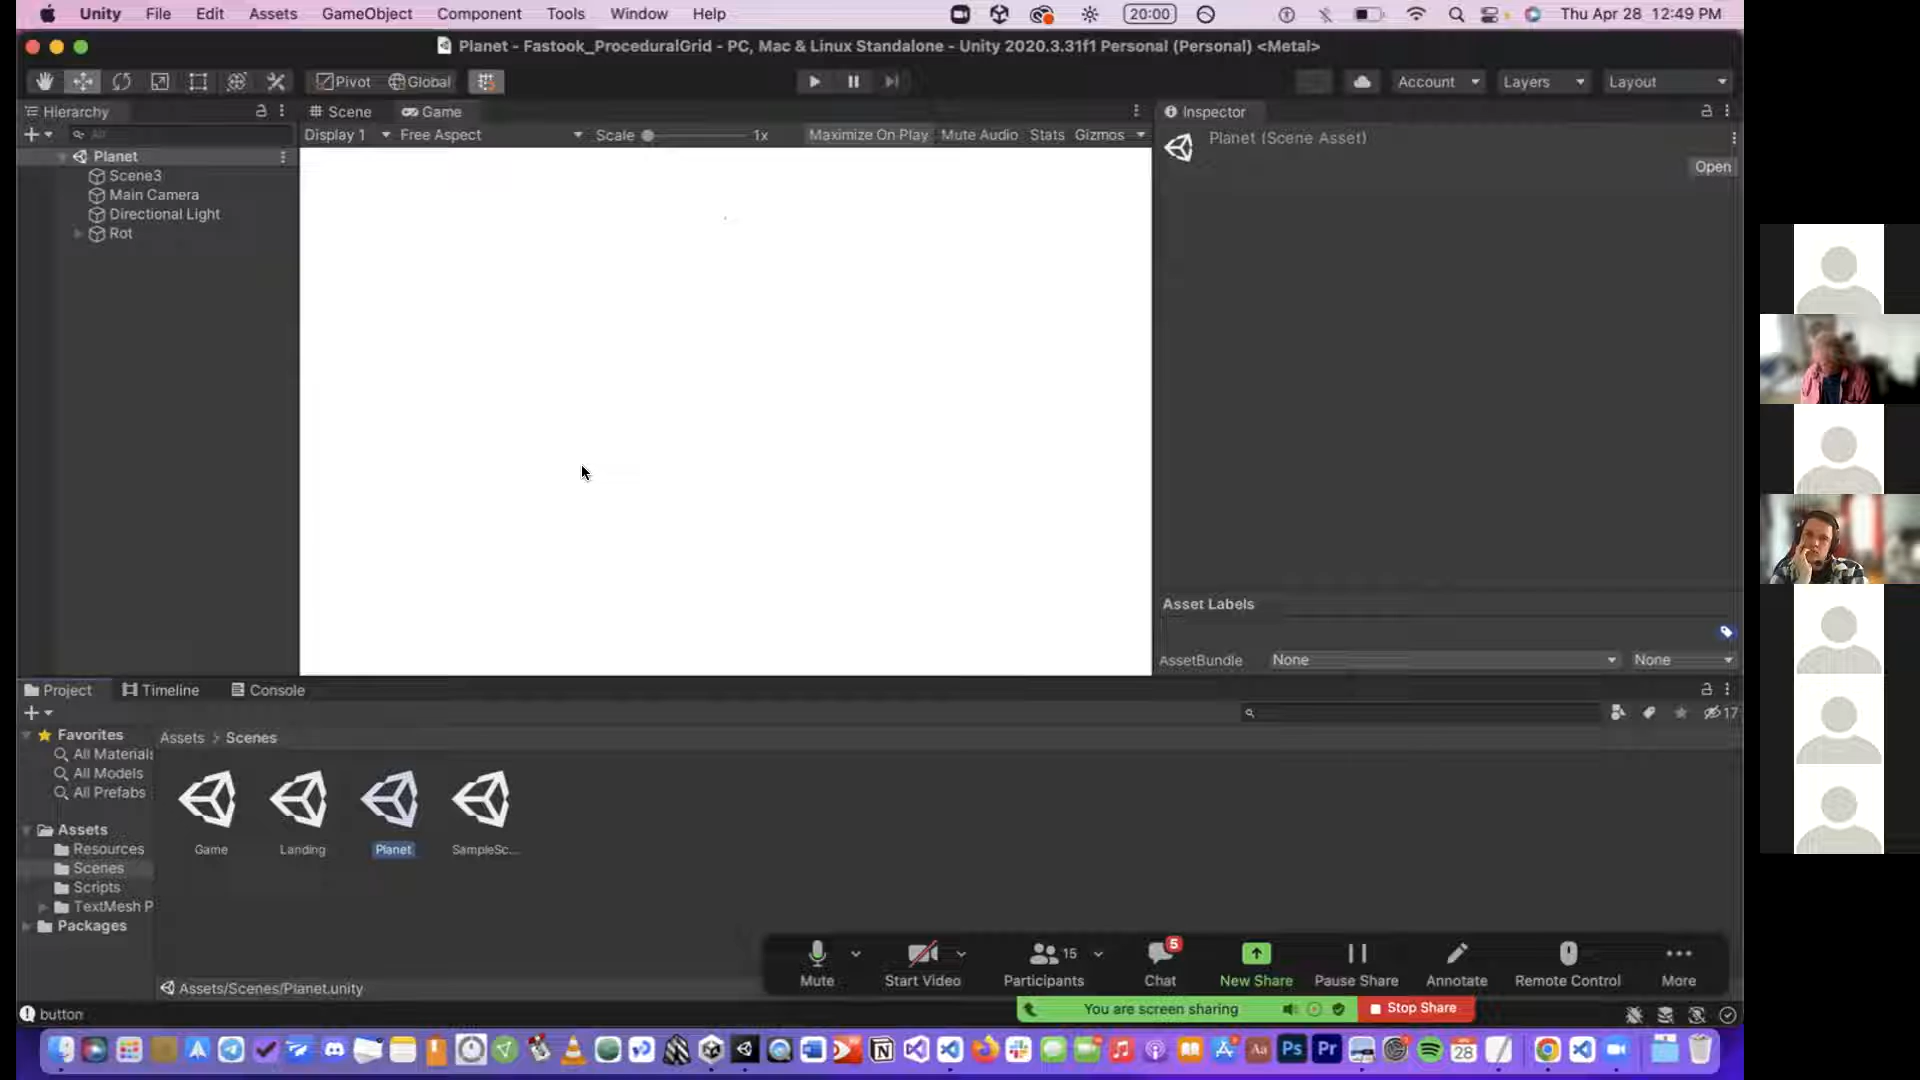 Unity File Edit Assets GameObject Component Tools Window Help 20:00 Thu Apr 28 12:49 PM
Planet - Fastook_ProceduralGrid - PC, Mac & Linux Standalone - Unity 2020.3.31f1 Personal (Personal) <Metal>
Pivot Global Account Layers Layout
Hierarchy Scene Game Inspector
All Display 1 Free Aspect Scale 1x Maximize On Play Mute Audio Stats Gizmos Planet (Scene Asset)
Planet
Open
Scene3
Main Camera
Directional Light
Rot
Asset Labels
AssetBundle None None
Project Timeline Console
17
Favorites Assets > Scenes
All Materials
All Models
All Prefabs
Assets
Resources Game Landing Planet SampleSc...
Scenes
Scripts
TextMesh P
Packages
15 5
Mute Start Video Participants Chat New Share Pause Share Annotate Remote Control More
Assets/Scenes/Planet.unity
You are screen sharing Stop Share
button
Aa Ps Pr 28